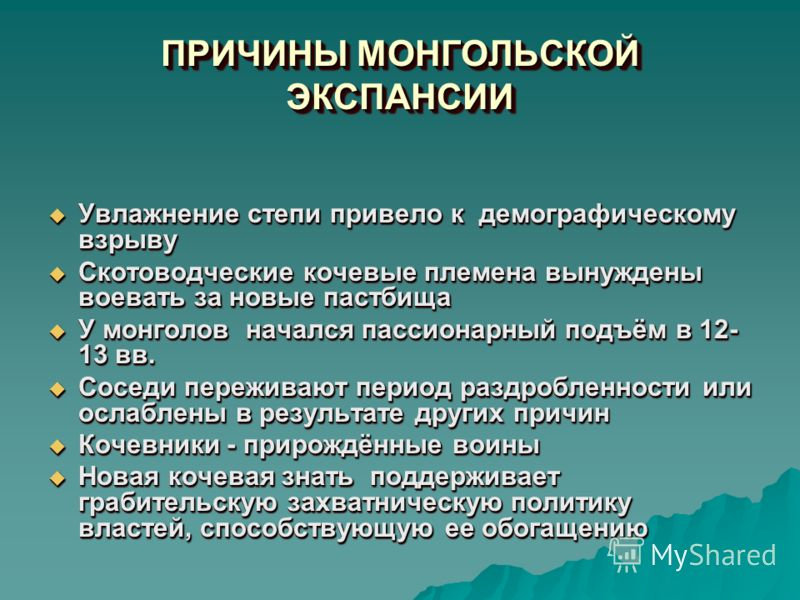 ПРИЧИНЫ МОНГОЛЬСКОЙ
ЭКСПАНСИИ
Увлажнение степи привело к демографическому
взрыву
Скотоводческие кочевые племена вынуждены
воевать за новые пастбища
У монголов начался пассионарный подъём в 12-
13 вв.
Соседи переживают период раздробленности или
ослаблены в результате других причин
Кочевники - прирождённые воины
Новая кочевая знать поддерживает
грабительскую захватническую политику
властей, способствующую ее обогащению
MyShared